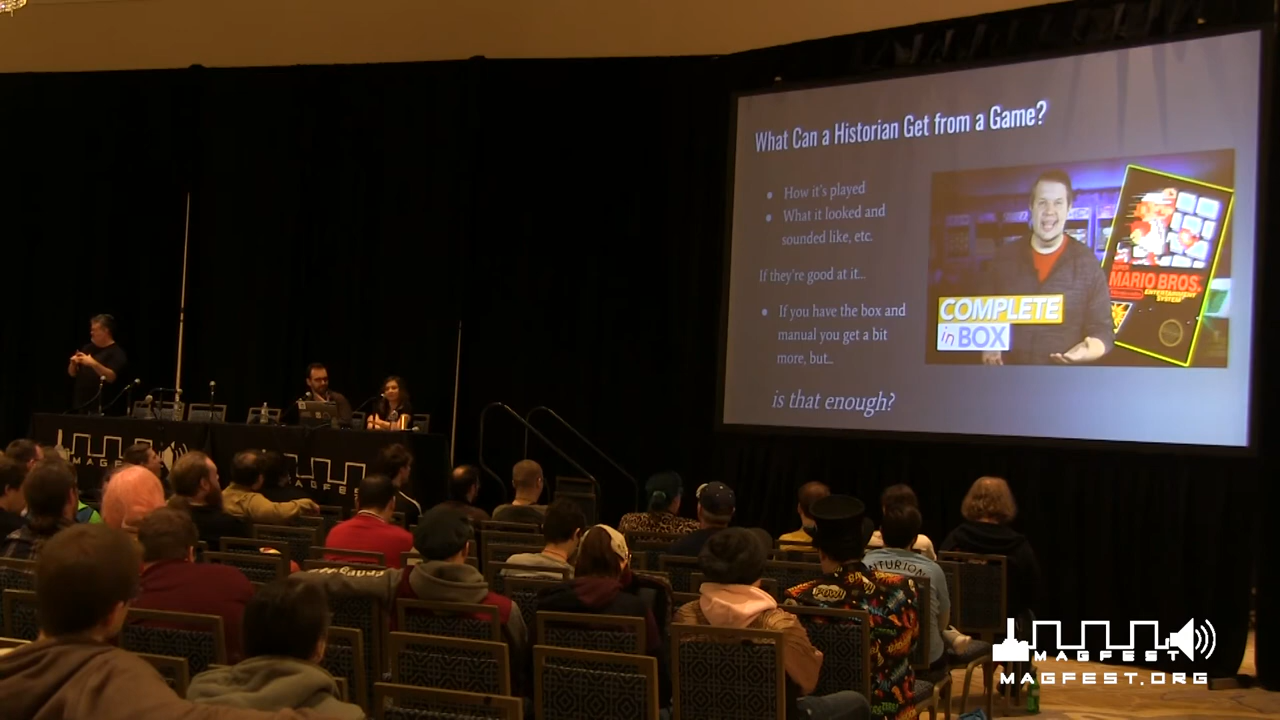 What Can a Historian Get from a Game?
• How it's played
• What it looked and
sounded like, etc.
If they're good at it...
• If you have the box and
manual you get a bit
more, but...
is that enough?
COMPLETE
in BOX
SUPER
MARIO BROS.
ENTERTAINMENT
SYSTEM
MAGFEST
MAGFEST
CENTURION
MAGFEST
MAGFEST.ORG